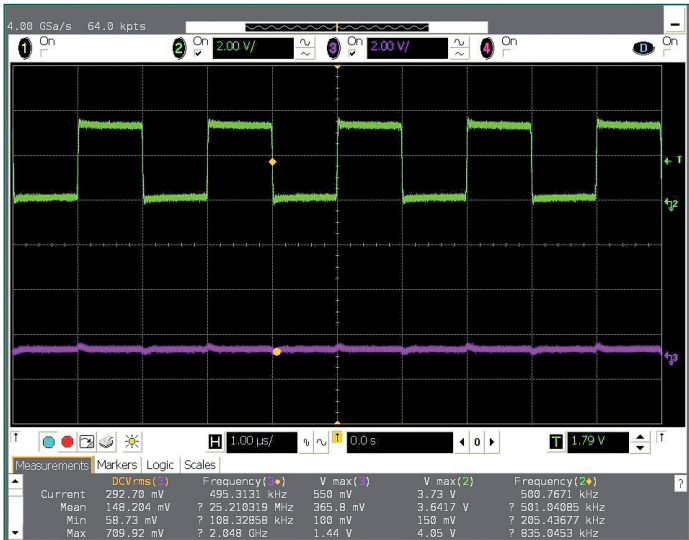 4.00 GSa/s 64.0 kpts
1 On 2 On 2.00 V/ 3 On 2.00 V/ 4 On D On
T
2
3
H 1.00 µs/ T 0.0 s 0 T 1.79 V
Measurements Markers Logic Scales
DCVrms(3) Frequency(3) V max(3) V max(2) Frequency(2) ?
Current 292.70 mV 495.3131 kHz 550 mV 3.73 V 500.7671 kHz
Mean 148.204 mV ? 25.210319 MHz 365.8 mV 3.6417 V ? 501.04085 kHz
Min 58.73 mV ? 108.32858 kHz 100 mV 150 mV ? 205.43677 kHz
Max 709.92 mV ? 2.048 GHz 1.44 V 4.05 V ? 835.0453 kHz